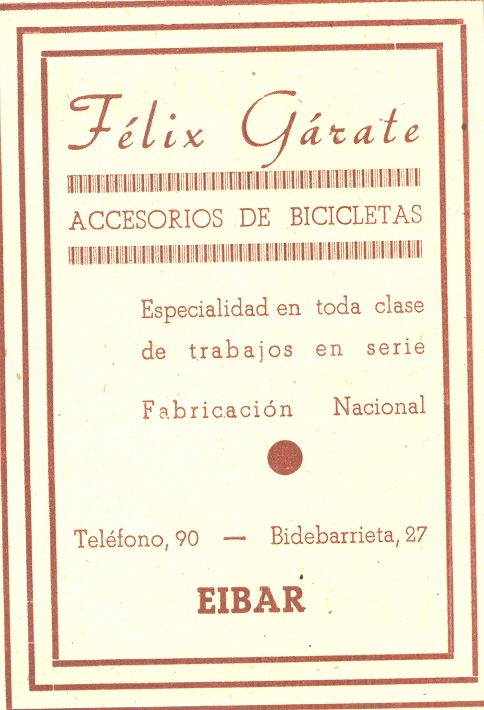 Félix Gárate
ACCESORIOS DE BICICLETAS
Especialidad en toda clase
de trabajos en serie
Fabricación Nacional
Teléfono, 90 — Bidebarrieta, 27
EIBAR